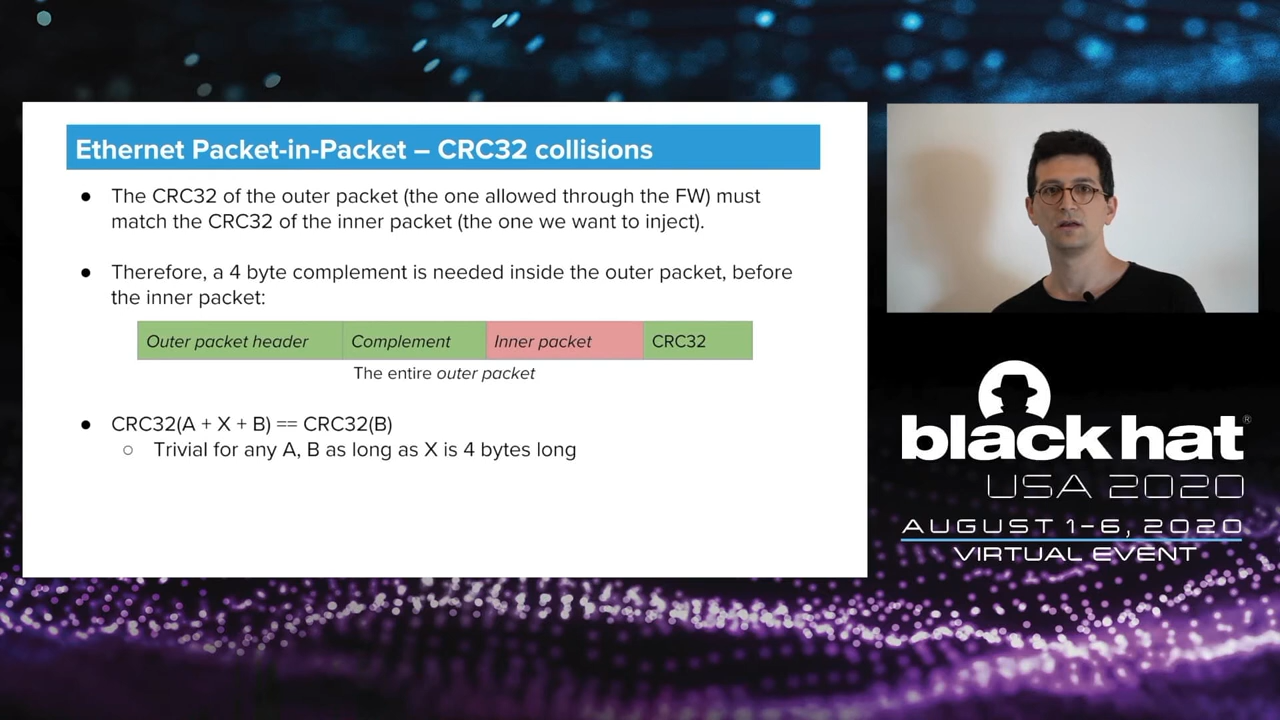 Ethernet Packet-in-Packet – CRC32 collisions
● The CRC32 of the outer packet (the one allowed through the FW) must
match the CRC32 of the inner packet (the one we want to inject).
● Therefore, a 4 byte complement is needed inside the outer packet, before
the inner packet:
Outer packet header Complement Inner packet CRC32
The entire outer packet
● CRC32(A + X + B) == CRC32(B)
○ Trivial for any A, B as long as X is 4 bytes long
black hat®
USA 2020
AUGUST 1-6, 2020
VIRTUAL EVENT